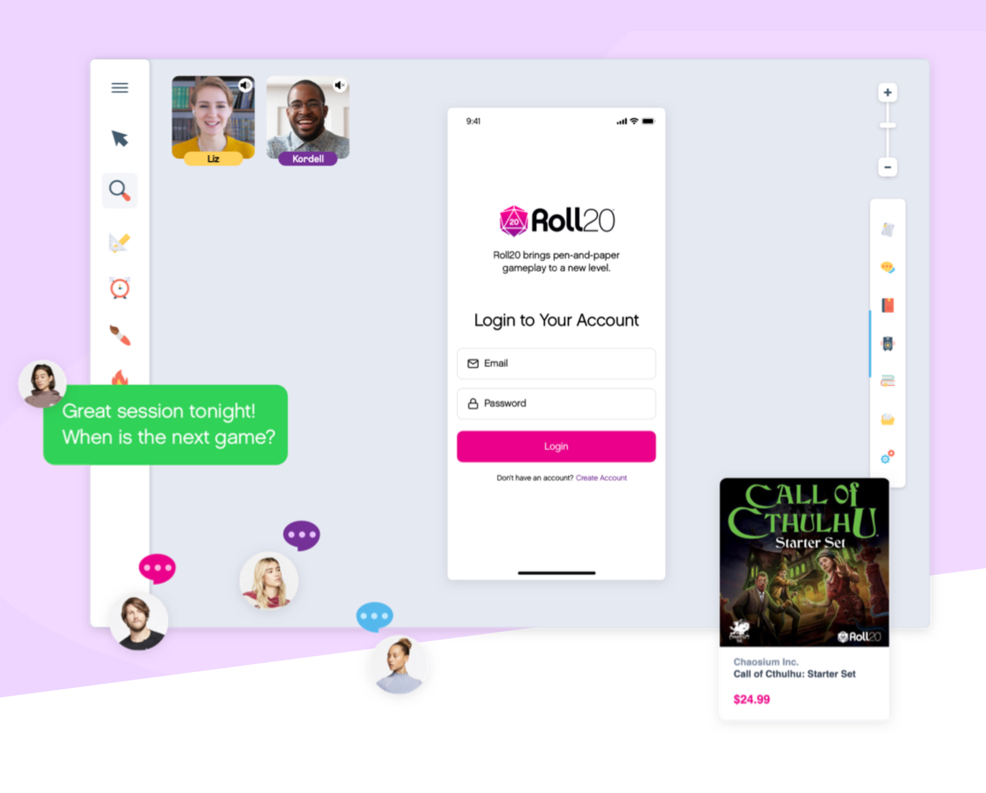 Liz
Kordell
9:41
20
Roll20
Roll20 brings pen-and-paper
gameplay to a new level.
Login to Your Account
Email
Password
Login
Don't have an account? Create Account
Great session tonight!
When is the next game?
CALL of
CTHULHU
Starter Set
Roll20
Chaosium Inc.
Call of Cthulhu: Starter Set
$24.99